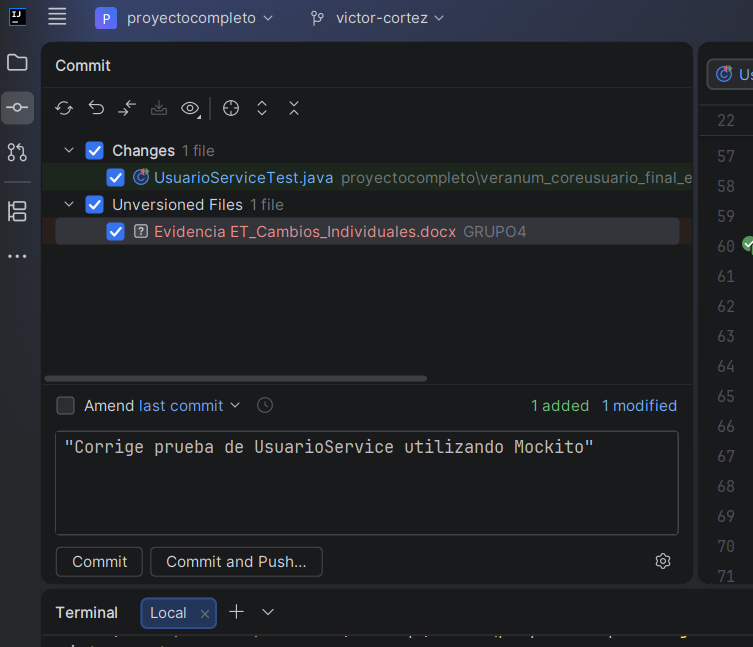 IJ
P proyectocompleto victor-cortez
Commit
Changes 1 file
UsuarioServiceTest.java proyectocompleto\veranum_coreusuario_final_e
Unversioned Files 1 file
? Evidencia ET_Cambios_Individuales.docx GRUPO4
Amend last commit
1 added 1 modified
"Corrige prueba de UsuarioService utilizando Mockito"
Commit
Commit and Push...
Us
22
57
58
59
60
61
62
63
64
65
66
67
68
69
70
71
Terminal Local